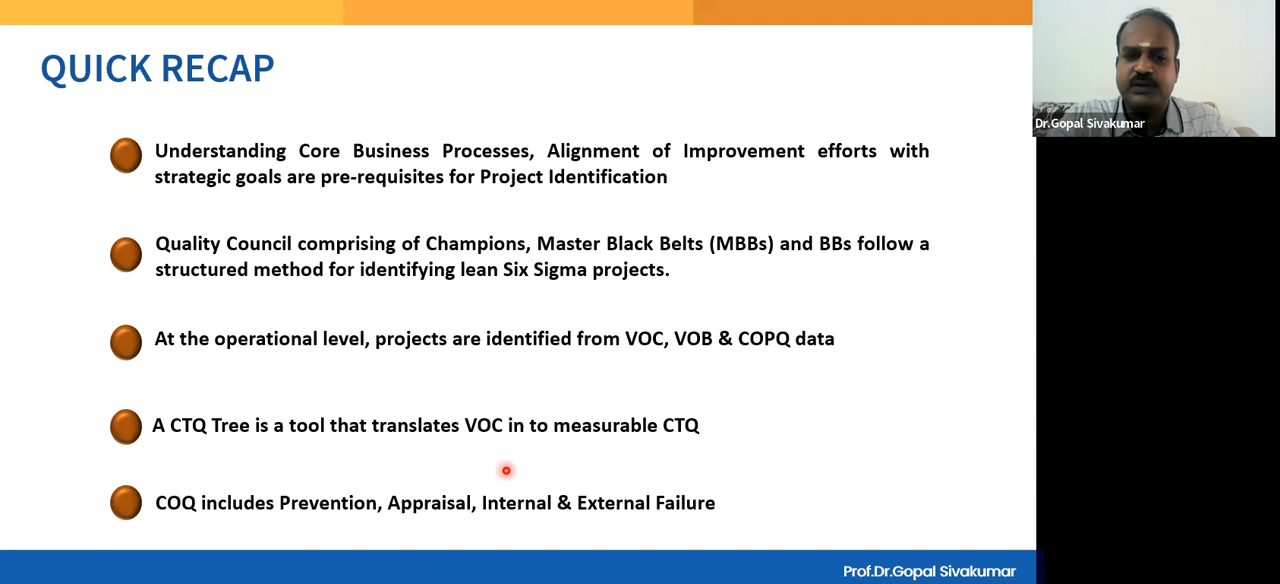 QUICK RECAP
Dr.Gopal Sivakumar
Understanding Core Business Processes, Alignment of Improvement efforts with
strategic goals are pre-requisites for Project Identification
Quality Council comprising of Champions, Master Black Belts (MBBs) and BBs follow a
structured method for identifying lean Six Sigma projects.
At the operational level, projects are identified from VOC, VOB & COPQ data
A CTQ Tree is a tool that translates VOC in to measurable CTQ
COQ includes Prevention, Appraisal, Internal & External Failure
Prof.Dr.Gopal Sivakumar